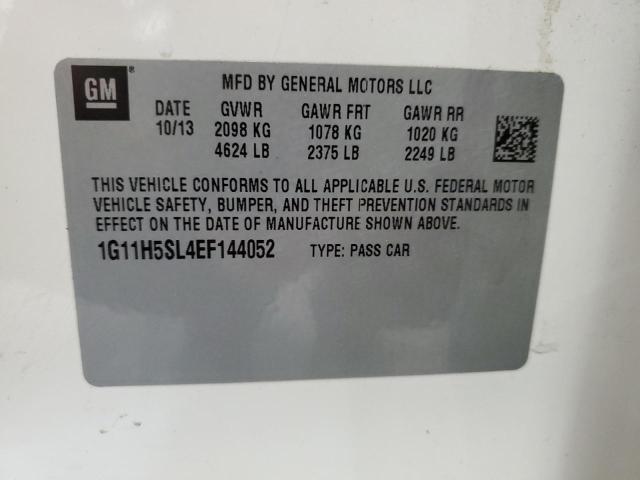 GM®
MFD BY GENERAL MOTORS LLC
DATE GVWR GAWR FRT GAWR RR
10/13 2098 KG 1078 KG 1020 KG
4624 LB 2375 LB 2249 LB
THIS VEHICLE CONFORMS TO ALL APPLICABLE U.S. FEDERAL MOTOR
VEHICLE SAFETY, BUMPER, AND THEFT PREVENTION STANDARDS IN
EFFECT ON THE DATE OF MANUFACTURE SHOWN ABOVE.
1G11H5SL4EF144052 TYPE: PASS CAR